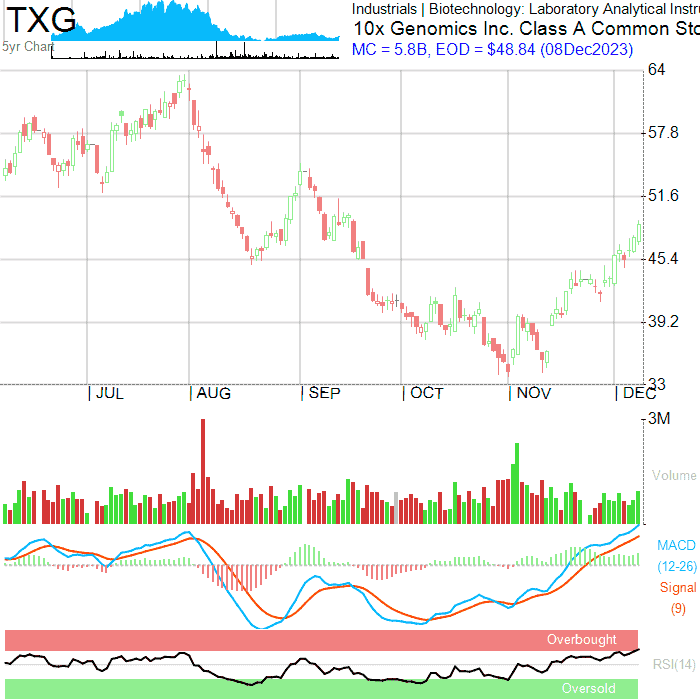 TXG
5yr Chart
Industrials | Biotechnology: Laboratory Analytical Instru
10x Genomics Inc. Class A Common Sto
MC = 5.8B, EOD = $48.84 (08Dec2023)
64
57.8
51.6
45.4
39.2
33
JUL AUG SEP OCT NOV DEC
3M
Volume
MACD
(12-26)
Signal
(9)
Overbought
RSI(14)
Oversold